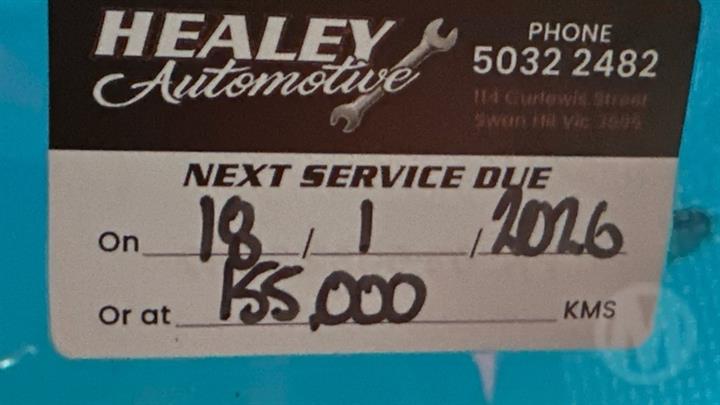 HEALEY
Automotive
PHONE
5032 2482
114 Curlewis Street
Swan Hill Vic 3585
NEXT SERVICE DUE
On 18 / 1 / 2026
Or at 155,000 KMS
M